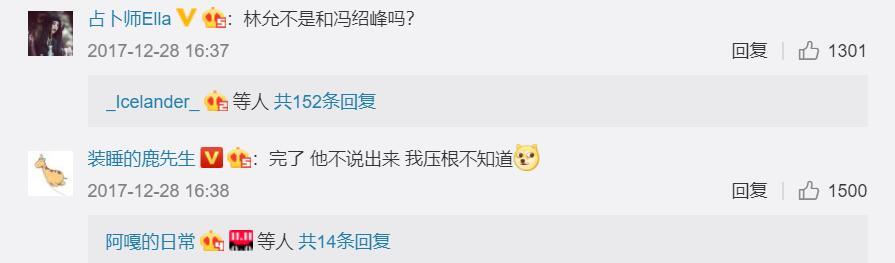 占卜师Ella：林允不是和冯绍峰吗？
2017-12-28 16:37 回复 1301
_Icelander_ 等人 共152条回复
装睡的鹿先生：完了 他不说出来 我压根不知道
2017-12-28 16:38 回复 1500
阿嘎的日常 等人 共14条回复